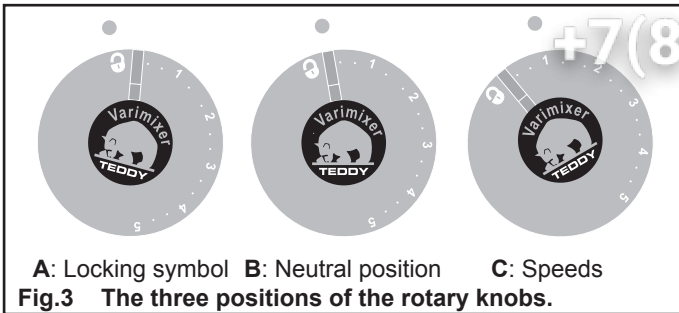 +7(8
1 2 3 4 5
Varimixer
TEDDY
1 2 3 4 5
Varimixer
TEDDY
1 2 3 4 5
Varimixer
TEDDY
A: Locking symbol B: Neutral position C: Speeds
Fig.3 The three positions of the rotary knobs.